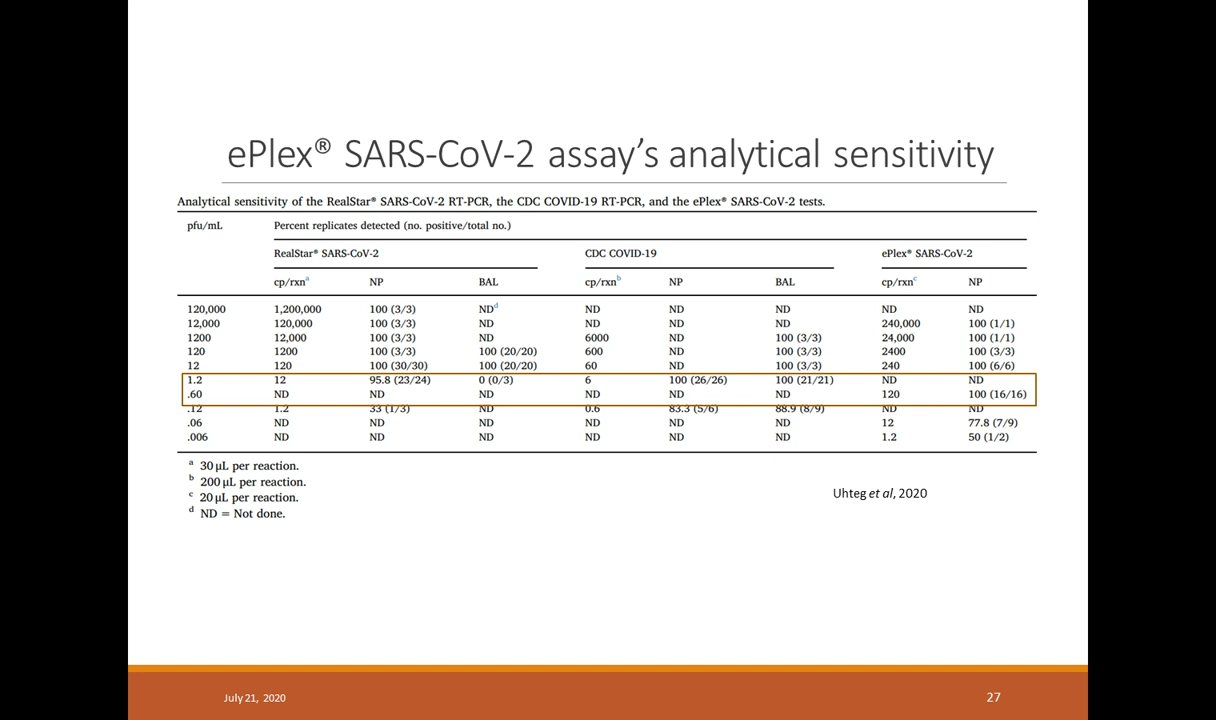 ePlex® SARS-CoV-2 assay's analytical sensitivity
Analytical sensitivity of the RealStar® SARS-CoV-2 RT-PCR, the CDC COVID-19 RT-PCR, and the ePlex® SARS-CoV-2 tests.
pfu/mL Percent replicates detected (no. positive/total no.)
RealStar® SARS-CoV-2 CDC COVID-19 ePlex® SARS-CoV-2
cp/rxnᵃ NP BAL cp/rxnᵇ NP BAL cp/rxnᶜ NP
120,000 1,200,000 100 (3/3) NDᵈ ND ND ND ND ND
12,000 120,000 100 (3/3) ND ND ND ND 240,000 100 (1/1)
1200 12,000 100 (3/3) ND 6000 ND 100 (3/3) 24,000 100 (1/1)
120 1200 100 (3/3) 100 (20/20) 600 ND 100 (3/3) 2400 100 (3/3)
12 120 100 (30/30) 100 (20/20) 60 ND 100 (3/3) 240 100 (6/6)
1.2 12 95.8 (23/24) 0 (0/3) 6 100 (26/26) 100 (21/21) ND ND
.60 ND ND ND ND ND ND 120 100 (16/16)
.12 1.2 33 (1/3) ND 0.6 83.3 (5/6) 88.9 (8/9) ND ND
.06 ND ND ND ND ND ND 12 77.8 (7/9)
.006 ND ND ND ND ND ND 1.2 50 (1/2)
ᵃ 30 μL per reaction.
ᵇ 200 μL per reaction.
ᶜ 20 μL per reaction.
ᵈ ND = Not done.
Uhteg et al, 2020
July 21, 2020 27